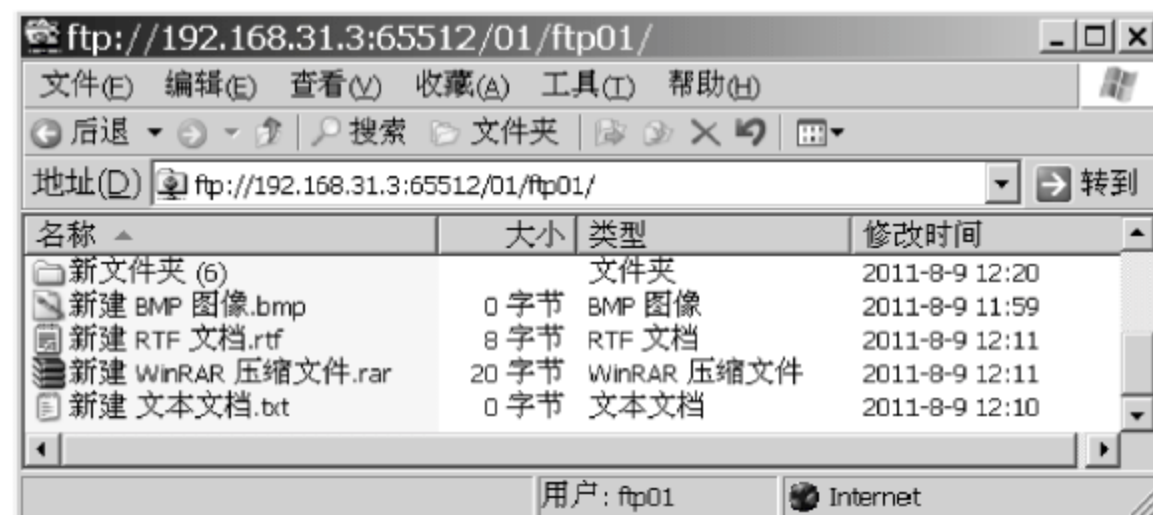 ftp://192.168.31.3:65512/01/ftp01/
文件(E) 编辑(E) 查看(V) 收藏(A) 工具(T) 帮助(H)
后退 搜索 文件夹
地址(D) ftp://192.168.31.3:65512/01/ftp01/ 转到
名称 大小 类型 修改时间
新文件夹 (6) 文件夹 2011-8-9 12:20
新建 BMP 图像.bmp 0 字节 BMP 图像 2011-8-9 11:59
新建 RTF 文档.rtf 8 字节 RTF 文档 2011-8-9 12:11
新建 WinRAR 压缩文件.rar 20 字节 WinRAR 压缩文件 2011-8-9 12:11
新建 文本文档.txt 0 字节 文本文档 2011-8-9 12:10
用户: ftp01 Internet